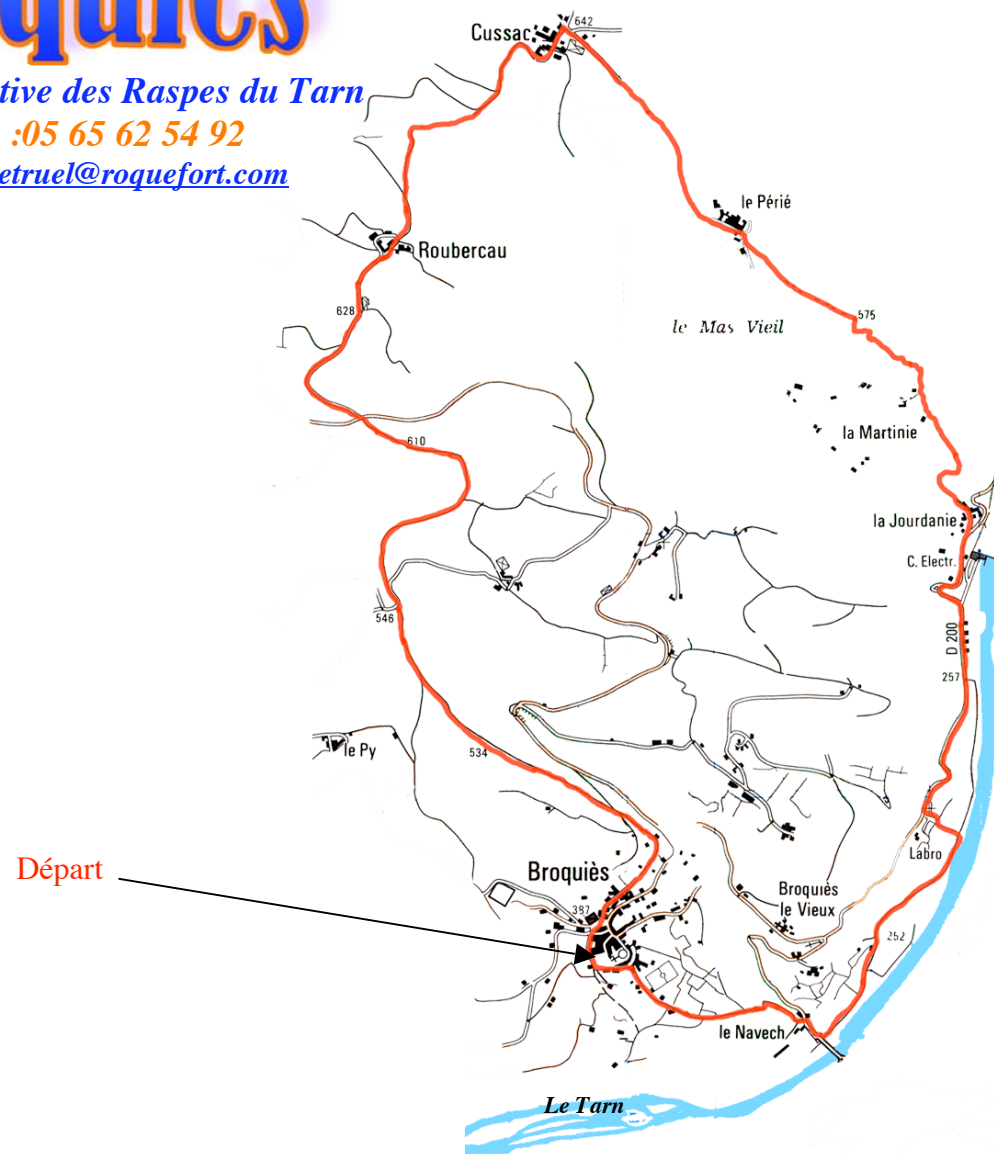 quiès
tive des Raspes du Tarn
:05 65 62 54 92
etruel@roquefort.com
Cussac
642
le Périé
Roubercau
628
575
le Mas Vieil
610
la Martinie
la Jourdanie
C. Electr.
546
D 200
257
534
le Py
Labro
Départ
Broquiès
387
Broquiès
le Vieux
252
le Navech
Le Tarn